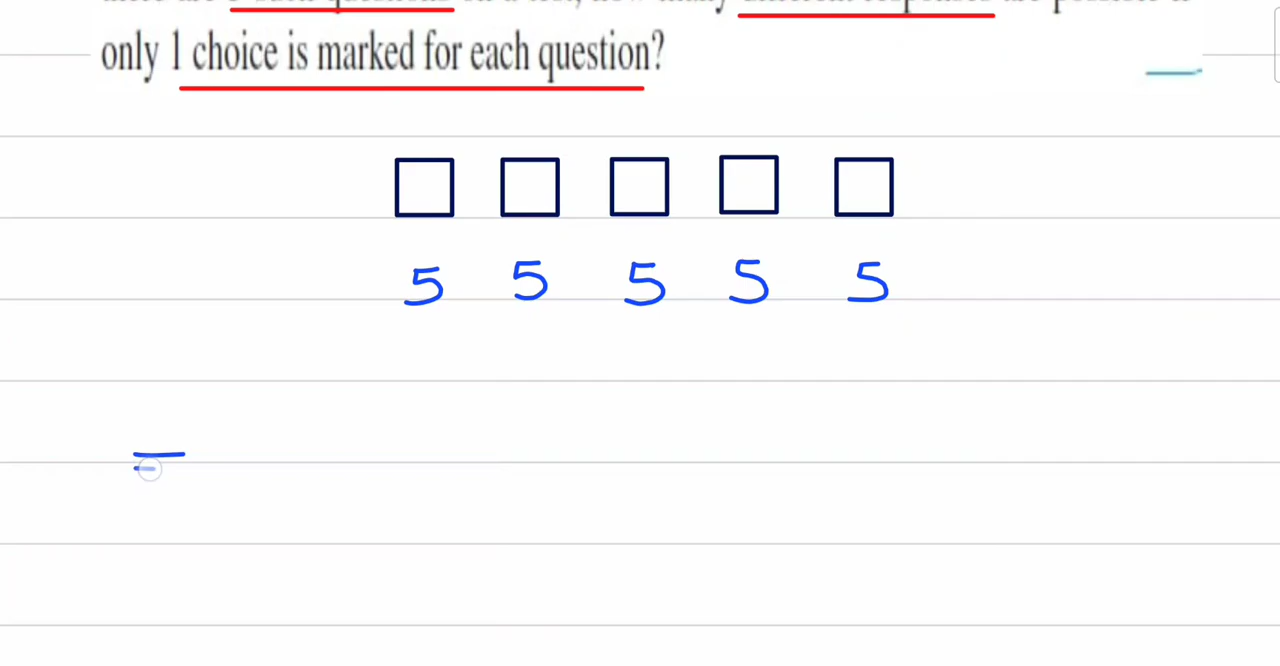 only 1 choice is marked for each question?
5 5 5 5 5
=